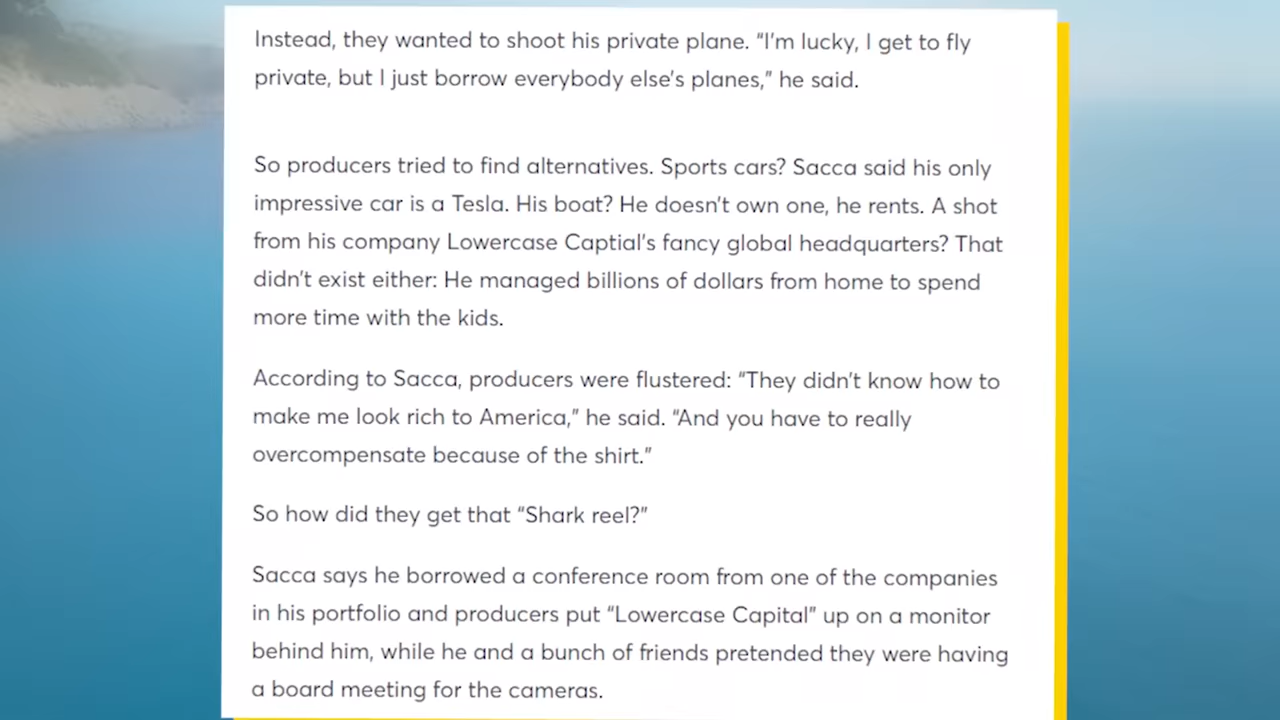 Instead, they wanted to shoot his private plane. “I’m lucky, I get to fly
private, but I just borrow everybody else’s planes,” he said.
So producers tried to find alternatives. Sports cars? Sacca said his only
impressive car is a Tesla. His boat? He doesn’t own one, he rents. A shot
from his company Lowercase Captial’s fancy global headquarters? That
didn’t exist either: He managed billions of dollars from home to spend
more time with the kids.
According to Sacca, producers were flustered: “They didn’t know how to
make me look rich to America,” he said. “And you have to really
overcompensate because of the shirt.”
So how did they get that “Shark reel?”
Sacca says he borrowed a conference room from one of the companies
in his portfolio and producers put “Lowercase Capital” up on a monitor
behind him, while he and a bunch of friends pretended they were having
a board meeting for the cameras.